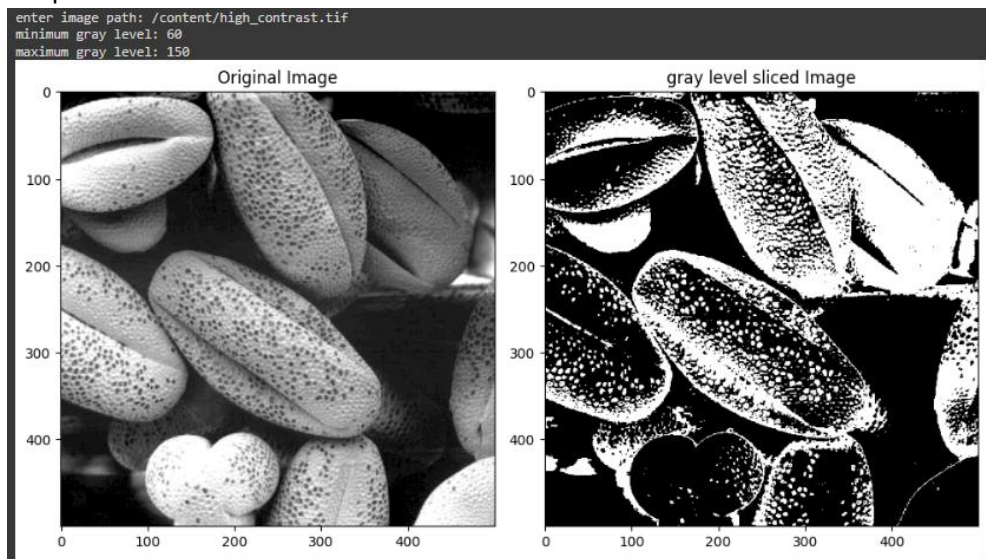 enter image path: /content/high_contrast.tif
minimum gray level: 60
maximum gray level: 150
Original Image
gray level sliced Image
0
100
200
300
400
0 100 200 300 400
0
100
200
300
400
0 100 200 300 400